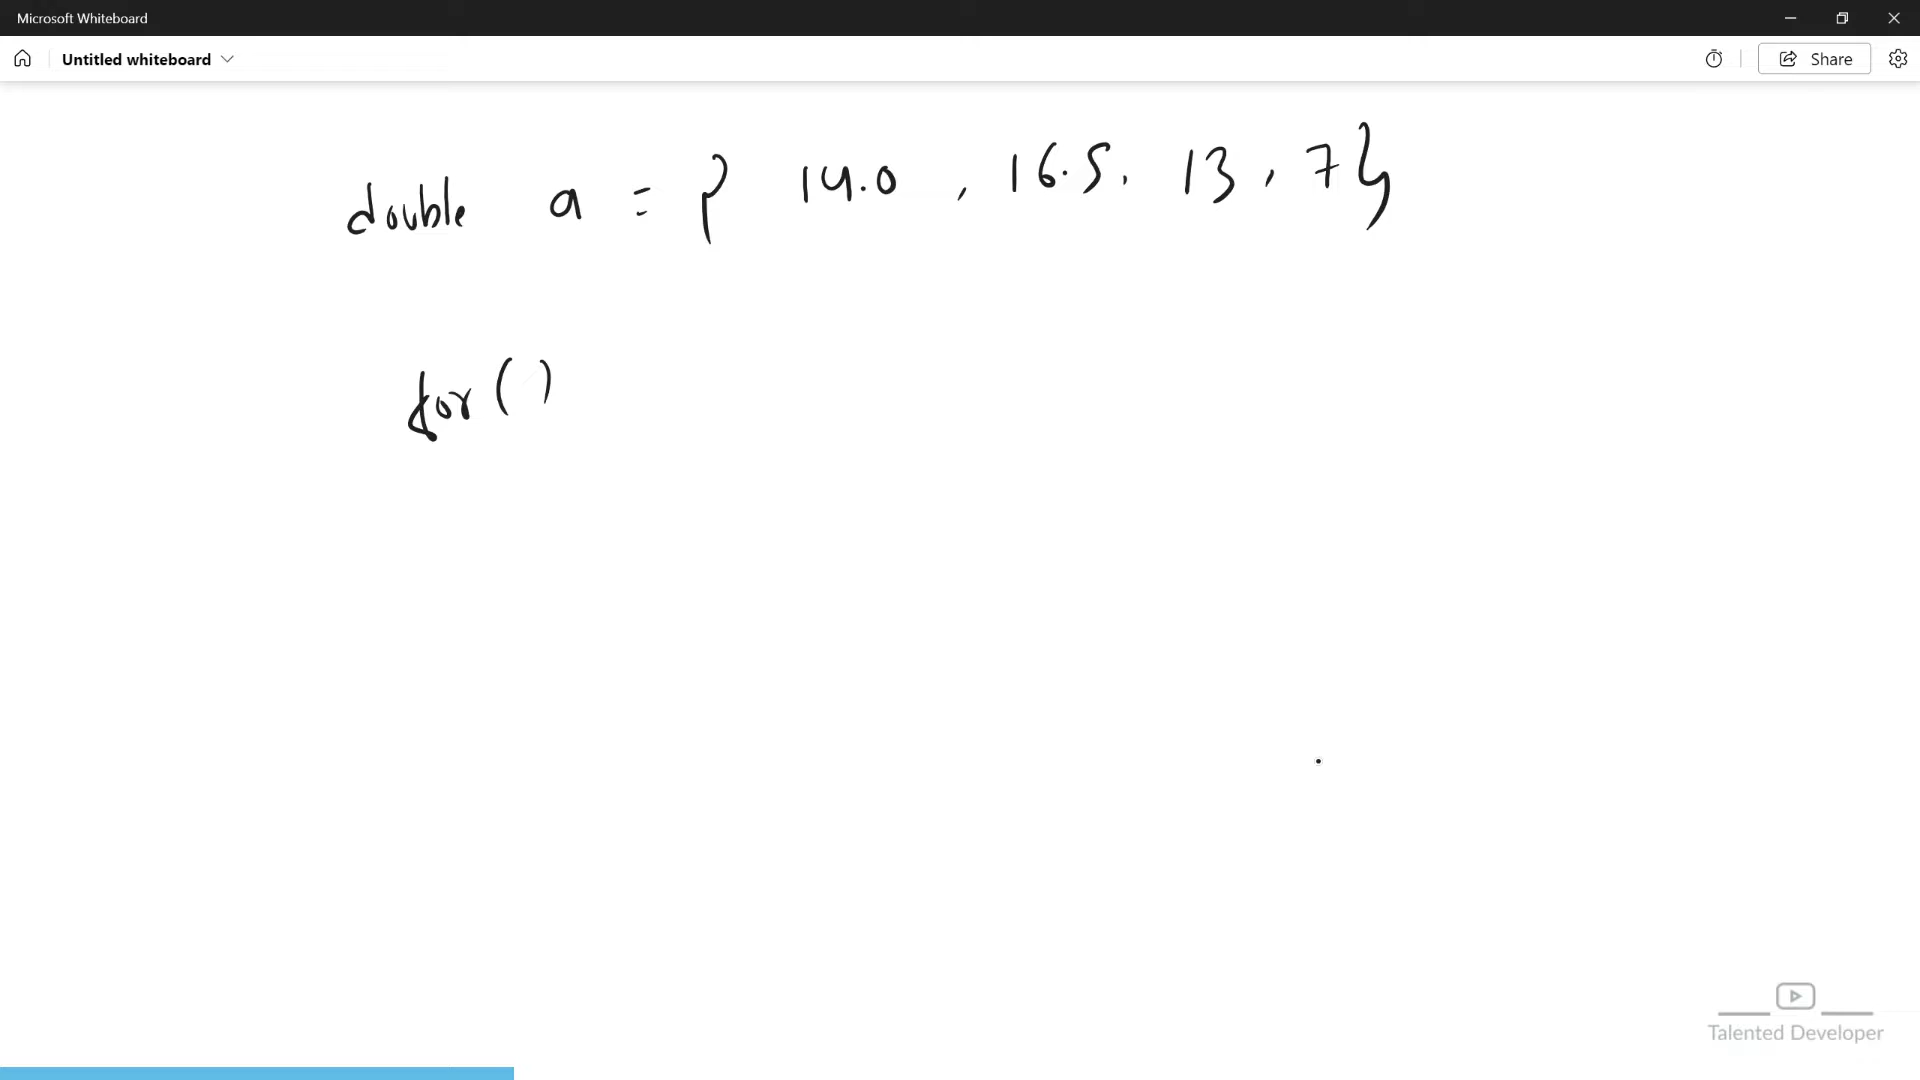 Microsoft Whiteboard
Untitled whiteboard
Share
double a = { 14.0 , 16.5, 13 , 7}
for ( )
Talented Developer